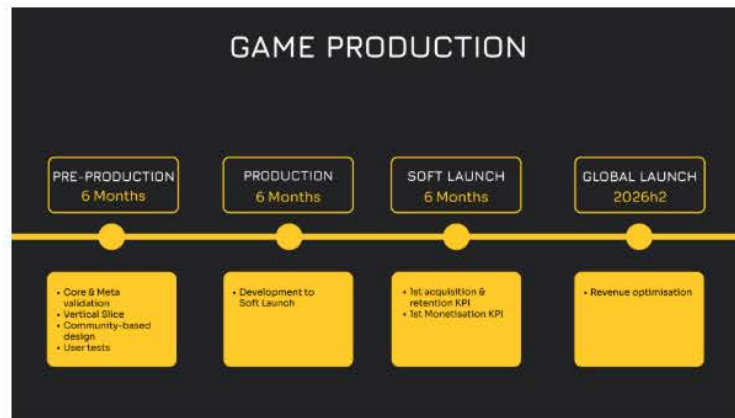 GAME PRODUCTION
PRE-PRODUCTION
6 Months
PRODUCTION
6 Months
SOFT LAUNCH
6 Months
GLOBAL LAUNCH
2026h2
• Core & Meta
validation
• Vertical Slice
• Community-based
design
• User tests
• Development to
Soft Launch
• 1st acquisition &
retention KPI
• 1st Monetisation KPI
• Revenue optimisation